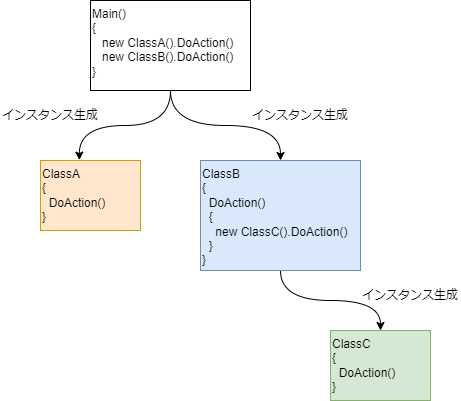 Main()
{
new ClassA().DoAction()
new ClassB().DoAction()
}
インスタンス生成
インスタンス生成
ClassA
{
DoAction()
}
ClassB
{
DoAction()
{
new ClassC().DoAction()
}
}
インスタンス生成
ClassC
{
DoAction()
}